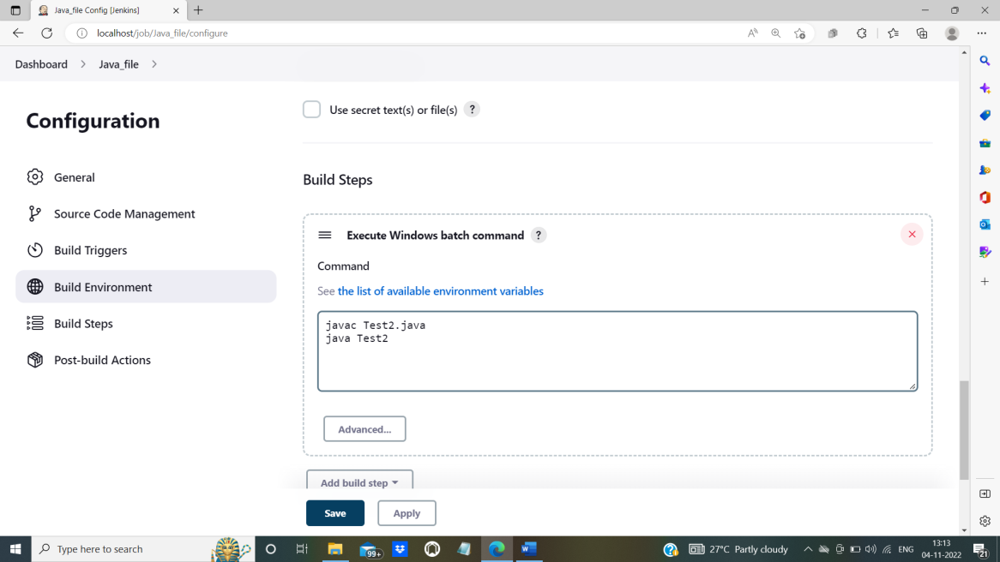 Java_file Config [Jenkins]
localhost/job/Java_file/configure
Dashboard > Java_file >
Configuration
General
Source Code Management
Build Triggers
Build Environment
Build Steps
Post-build Actions
Use secret text(s) or file(s) ?
Build Steps
Execute Windows batch command ?
Command
See the list of available environment variables
javac Test2.java
java Test2
Advanced...
Add build step
Save
Apply
Type here to search
99+
27°C Partly cloudy
ENG
13:13
04-11-2022
21